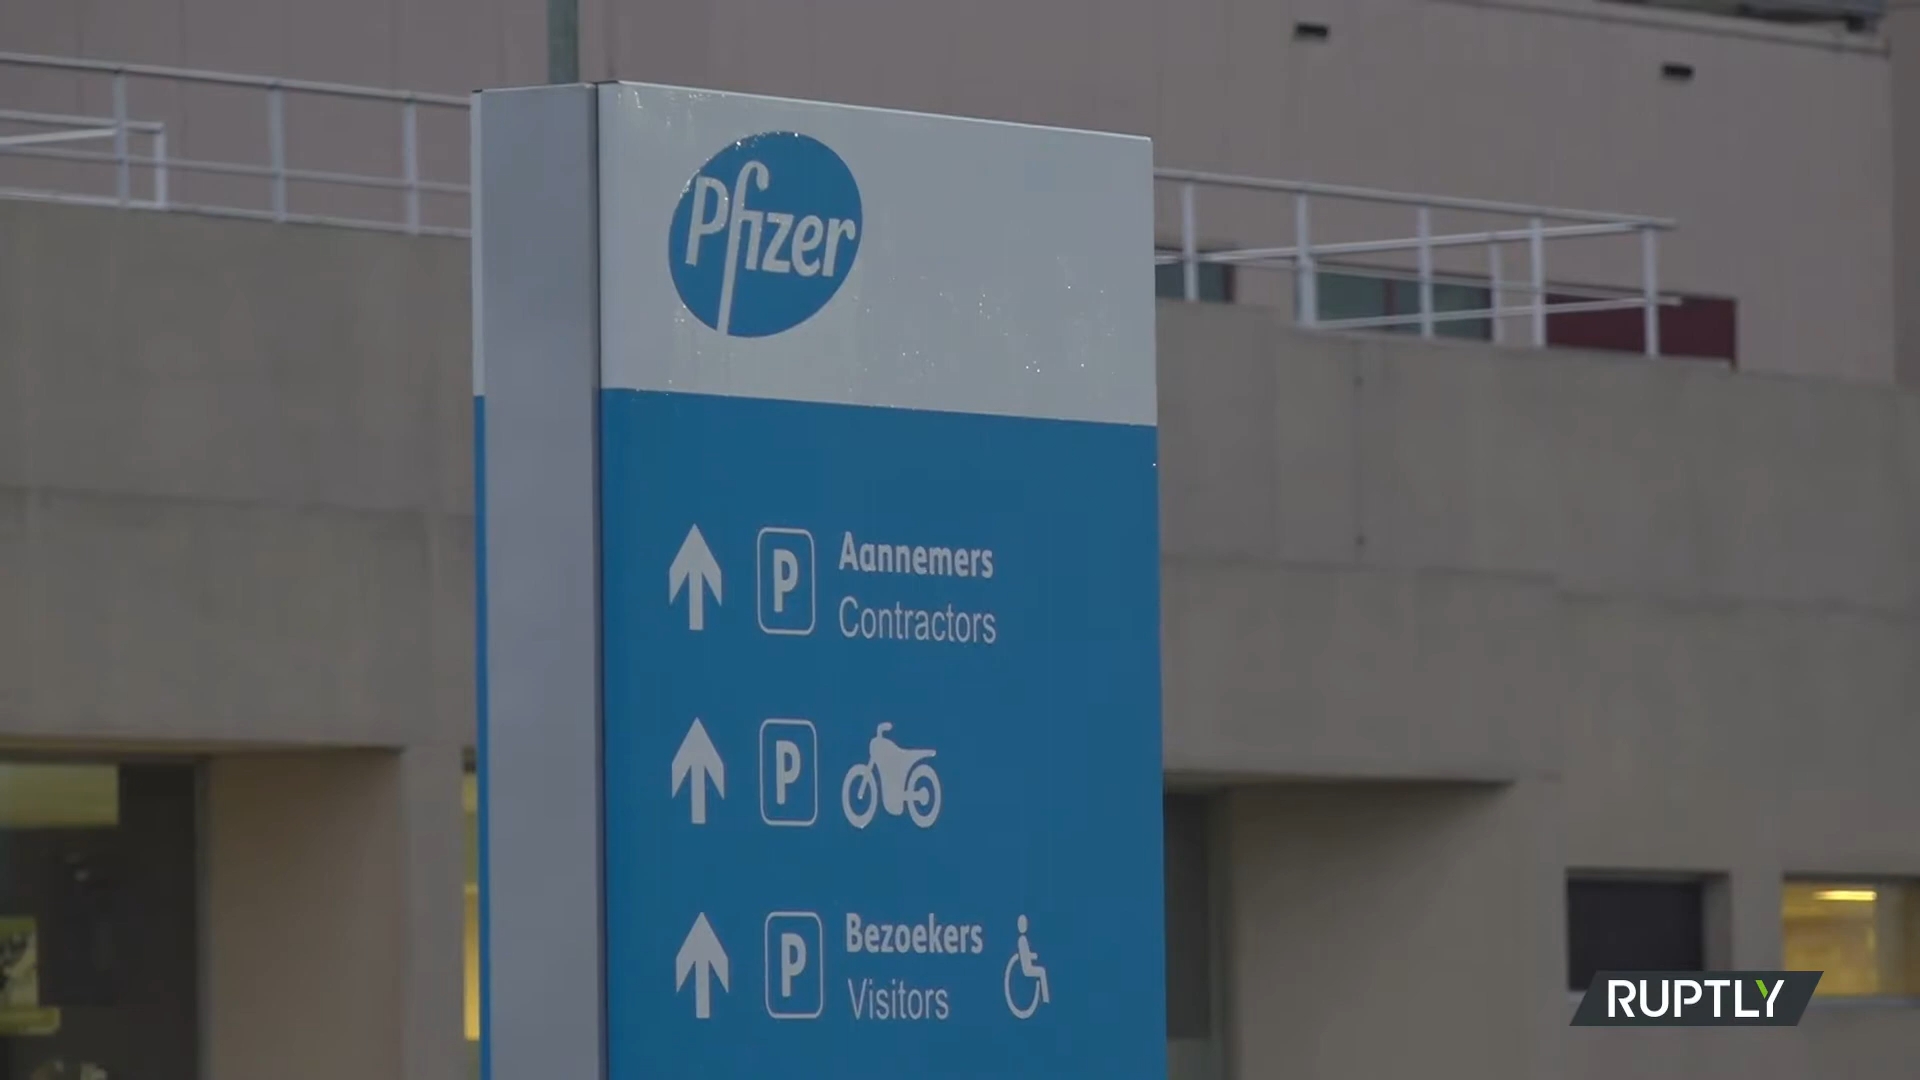 Pfizer
P Aannemers
Contractors
P
P Bezoekers
Visitors
RUPTLY